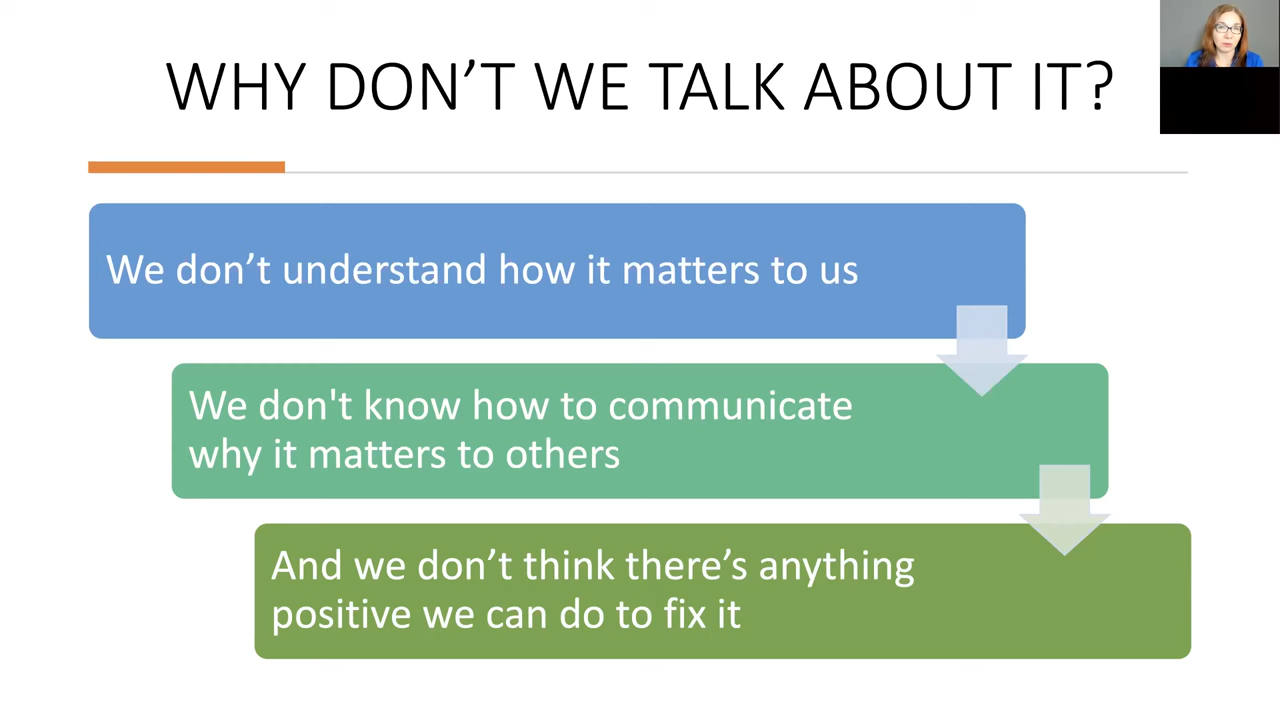 WHY DON’T WE TALK ABOUT IT?
We don’t understand how it matters to us
We don't know how to communicate
why it matters to others
And we don’t think there’s anything
positive we can do to fix it